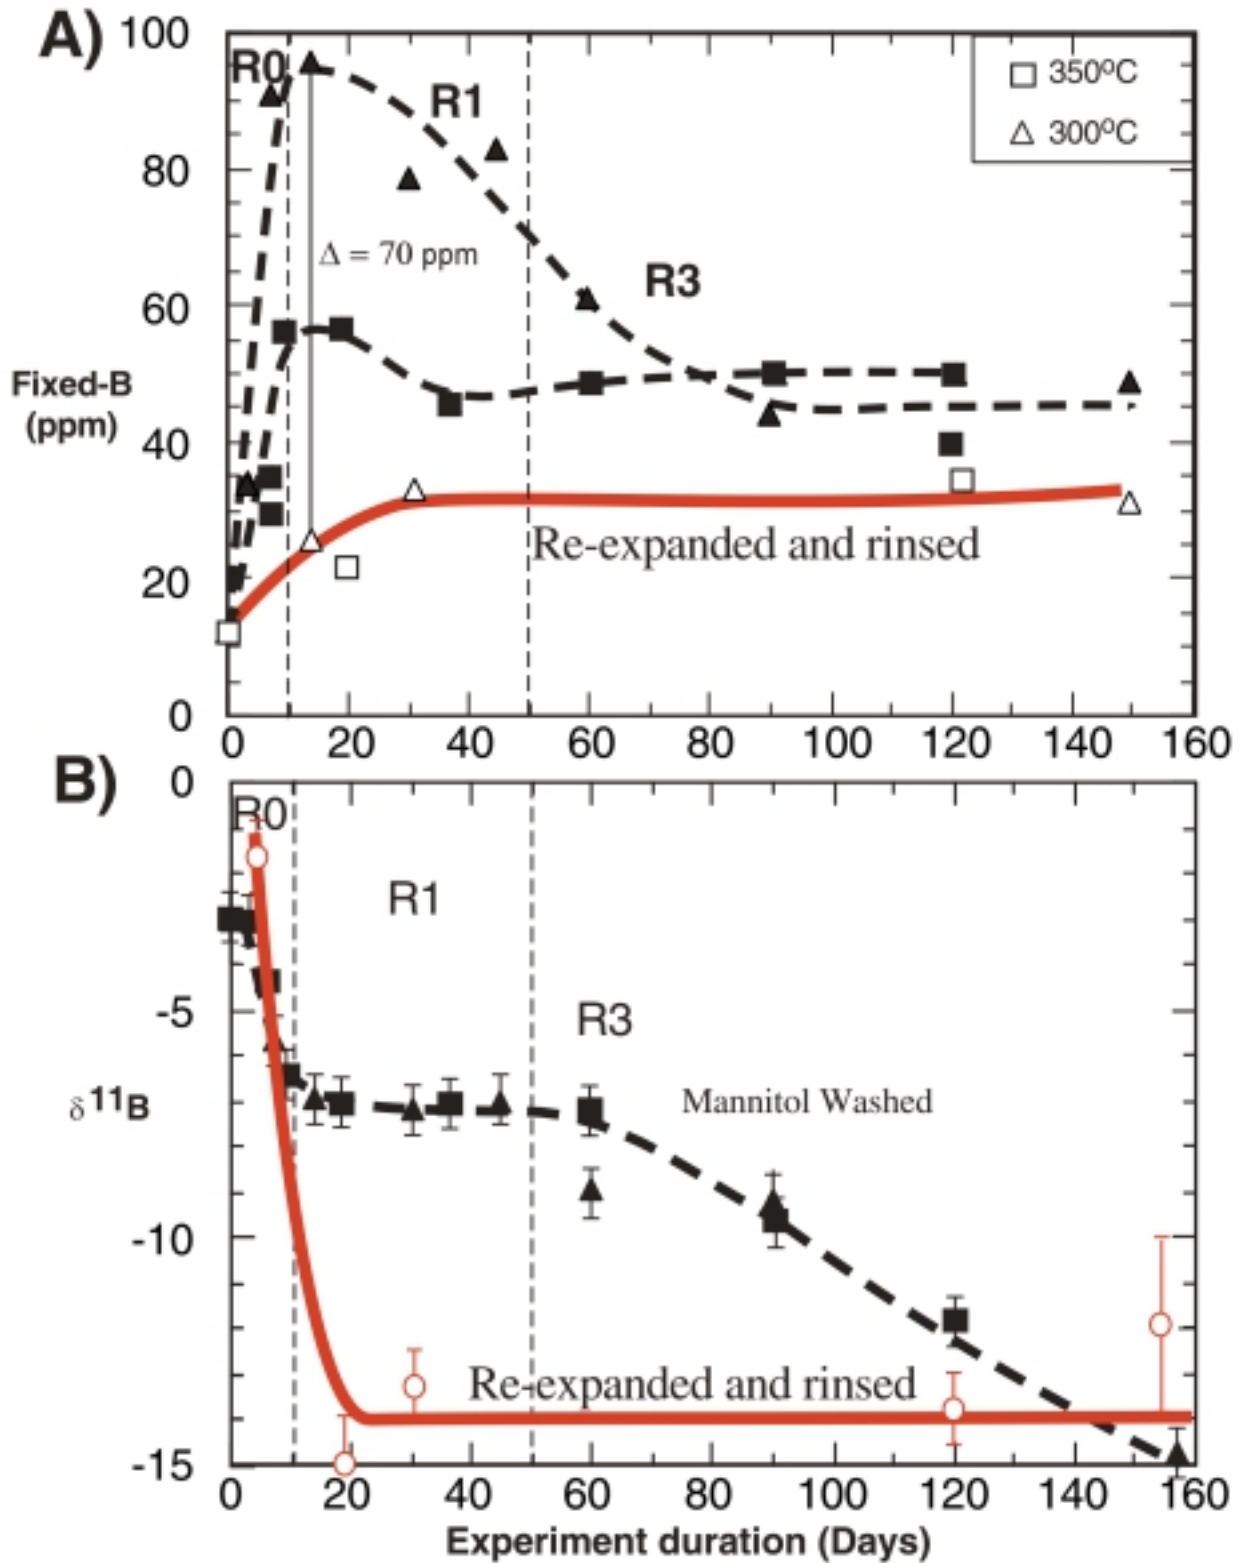 A)
100
R0
R1
□ 350ºC
△ 300ºC
80
Δ = 70 ppm
R3
60
Fixed-B
(ppm)
40
Re-expanded and rinsed
20
0
0 20 40 60 80 100 120 140 160
B)
0
R0
R1
-5
R3
δ¹¹B
Mannitol Washed
-10
Re-expanded and rinsed
-15
0 20 40 60 80 100 120 140 160
Experiment duration (Days)